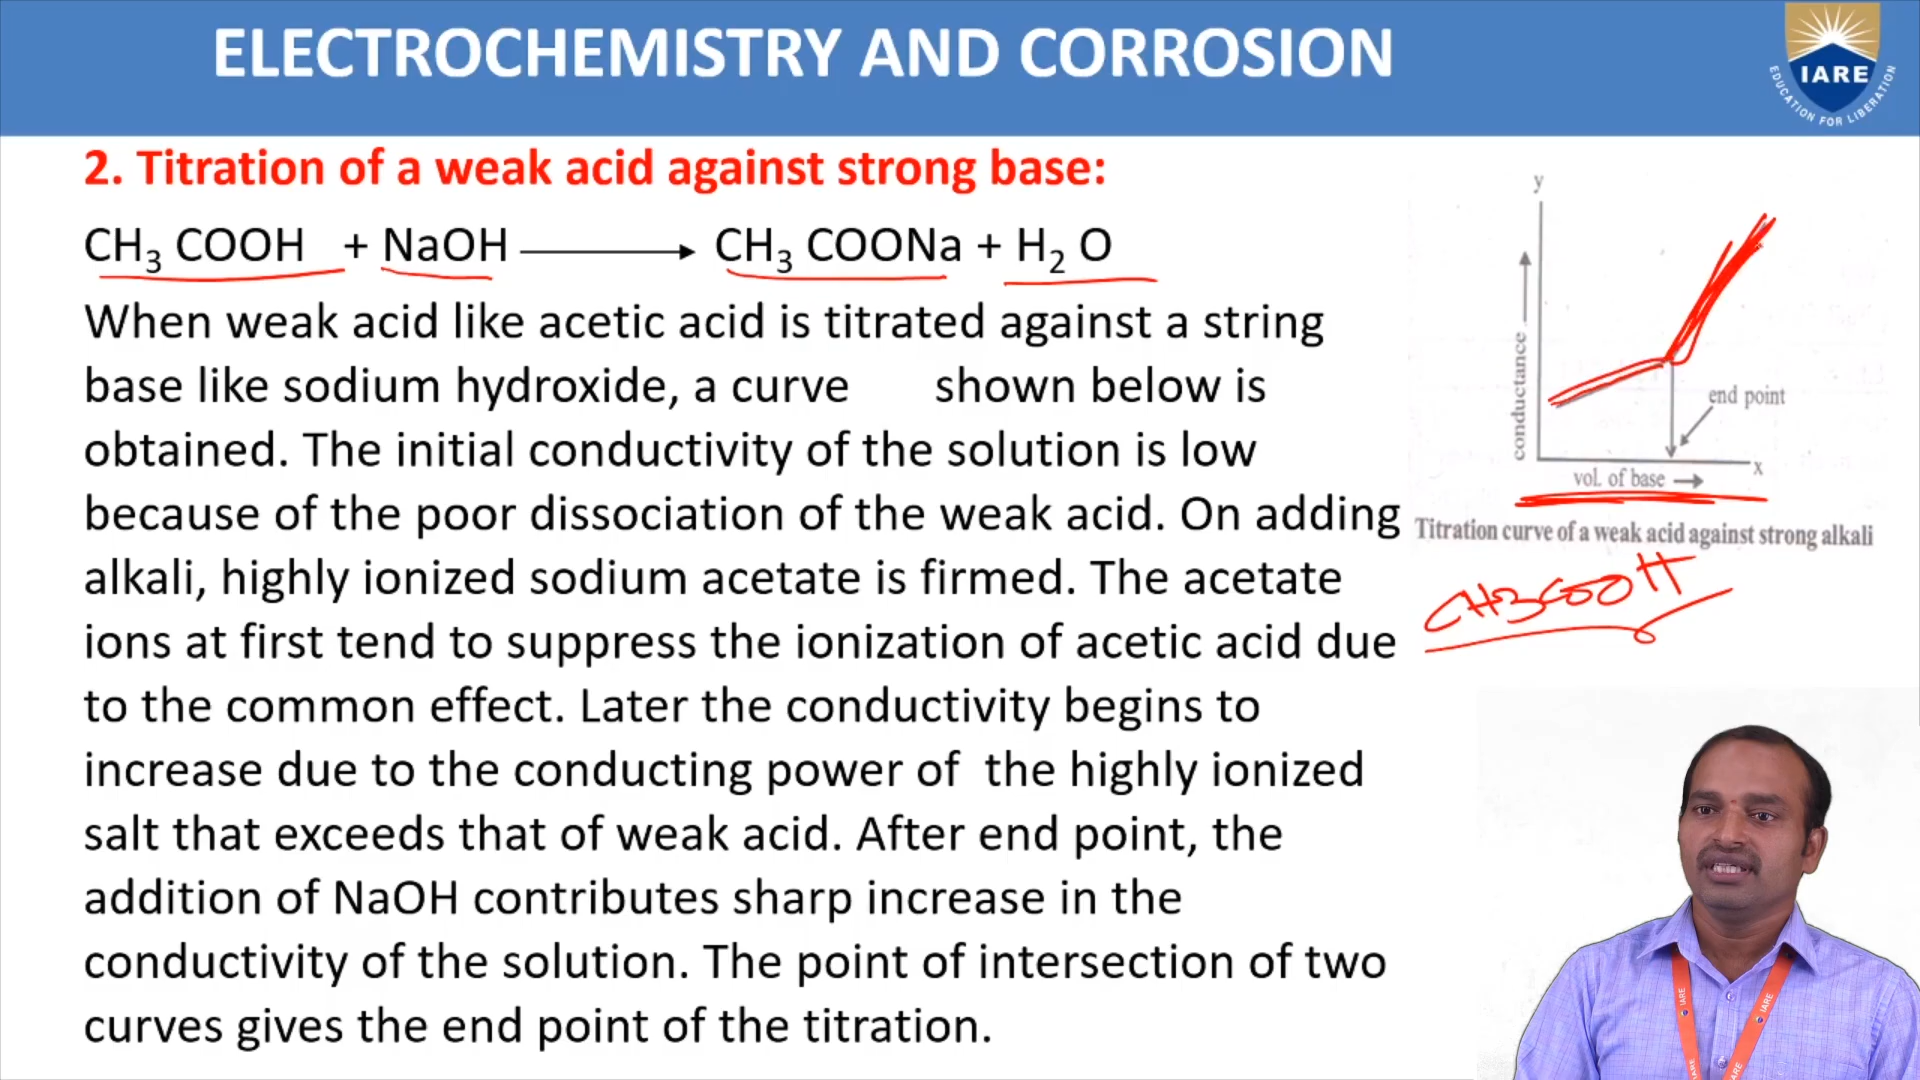 ELECTROCHEMISTRY AND CORROSION
IARE
EDUCATION FOR LIBERATION
2. Titration of a weak acid against strong base:
CH3 COOH + NaOH ⟶ CH3 COONa + H2 O
When weak acid like acetic acid is titrated against a string
base like sodium hydroxide, a curve shown below is
obtained. The initial conductivity of the solution is low
because of the poor dissociation of the weak acid. On adding
alkali, highly ionized sodium acetate is firmed. The acetate
ions at first tend to suppress the ionization of acetic acid due
to the common effect. Later the conductivity begins to
increase due to the conducting power of the highly ionized
salt that exceeds that of weak acid. After end point, the
addition of NaOH contributes sharp increase in the
conductivity of the solution. The point of intersection of two
curves gives the end point of the titration.
y
conductance
end point
x
vol. of base
Titration curve of a weak acid against strong alkali
CH3COOH
IARE
IARE